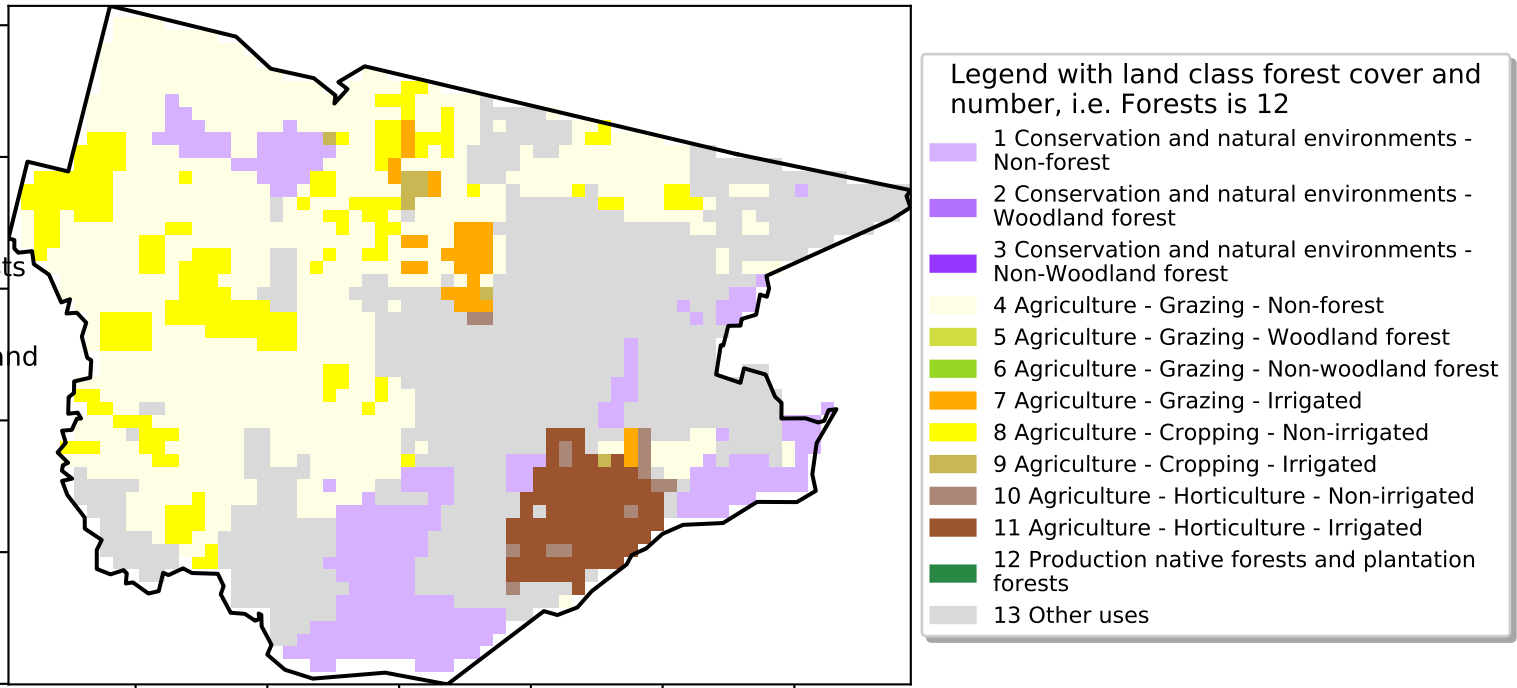 Legend with land class forest cover and
number, i.e. Forests is 12
1 Conservation and natural environments -
Non-forest
2 Conservation and natural environments -
Woodland forest
3 Conservation and natural environments -
Non-Woodland forest
4 Agriculture - Grazing - Non-forest
5 Agriculture - Grazing - Woodland forest
6 Agriculture - Grazing - Non-woodland forest
7 Agriculture - Grazing - Irrigated
8 Agriculture - Cropping - Non-irrigated
9 Agriculture - Cropping - Irrigated
10 Agriculture - Horticulture - Non-irrigated
11 Agriculture - Horticulture - Irrigated
12 Production native forests and plantation
forests
13 Other uses